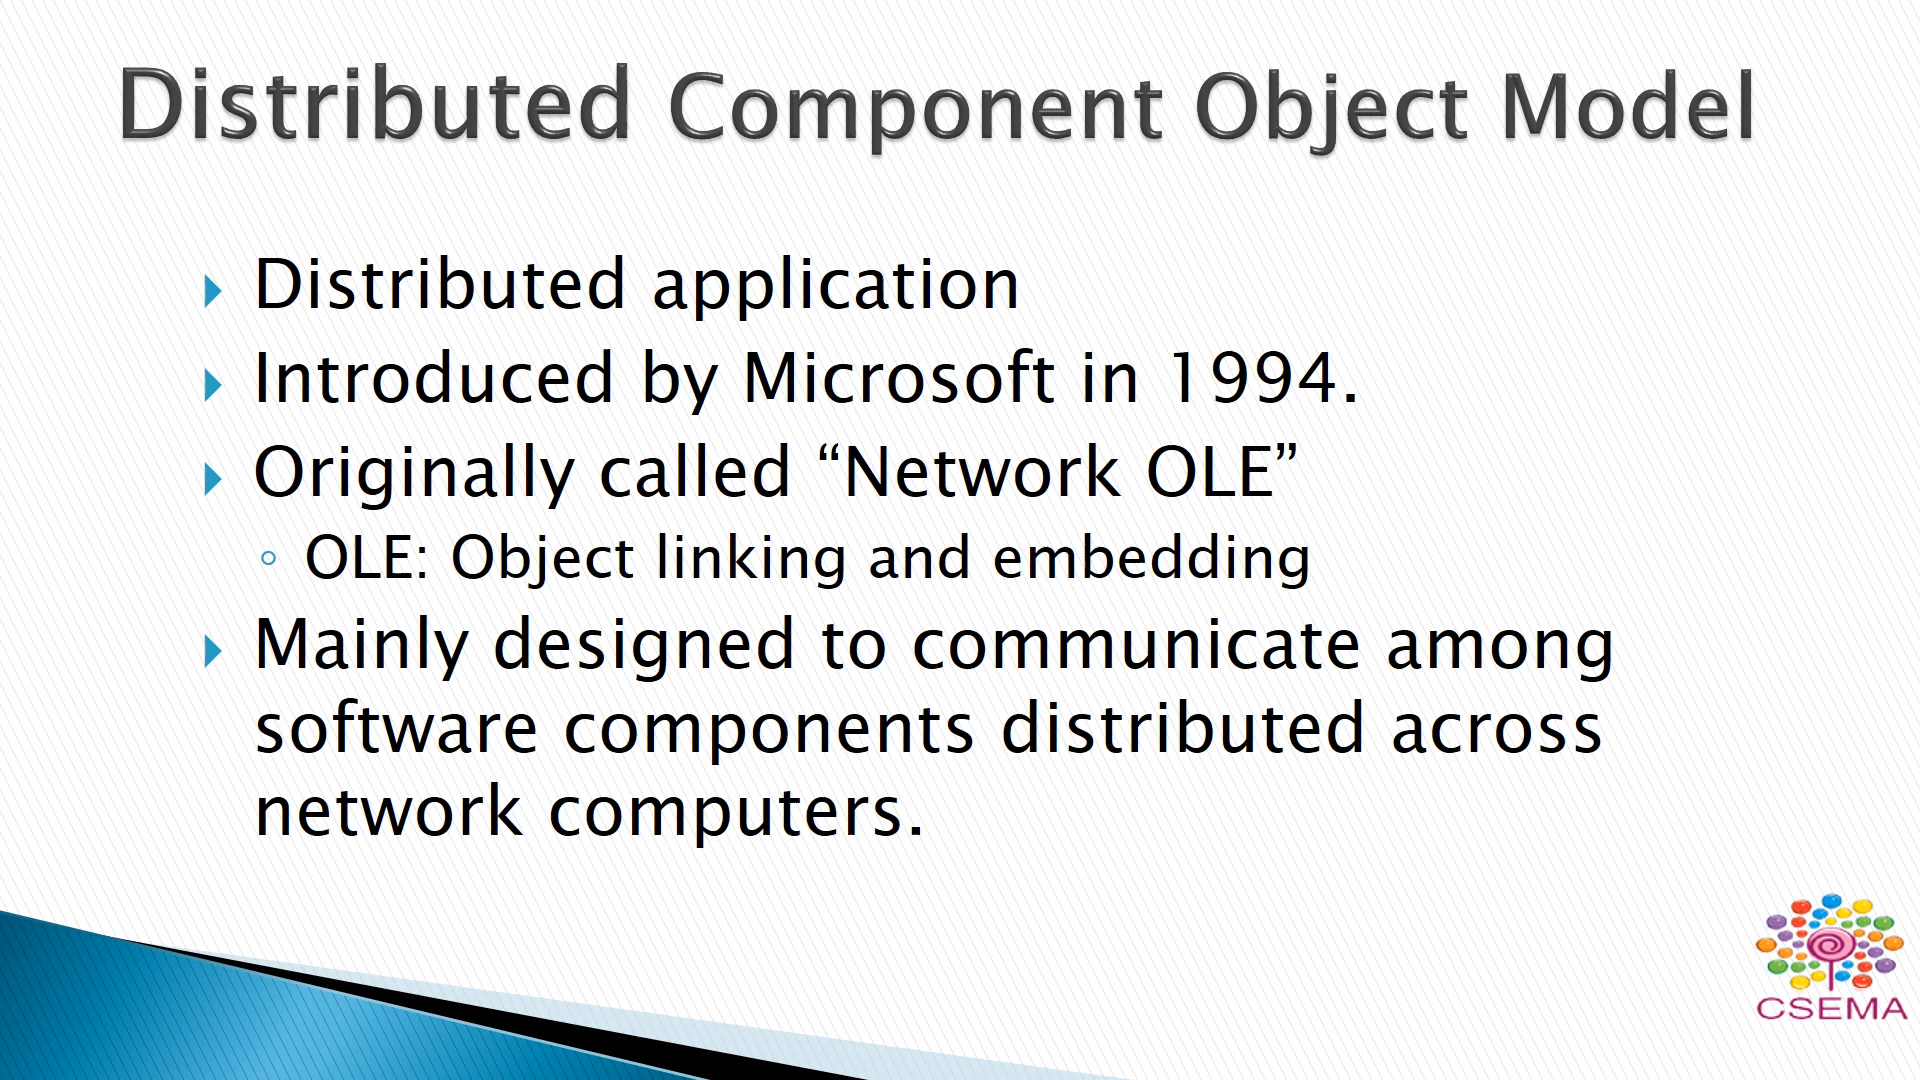 Distributed Component Object Model
Distributed application
Introduced by Microsoft in 1994.
Originally called “Network OLE”
OLE: Object linking and embedding
Mainly designed to communicate among
software components distributed across
network computers.
CSEMA